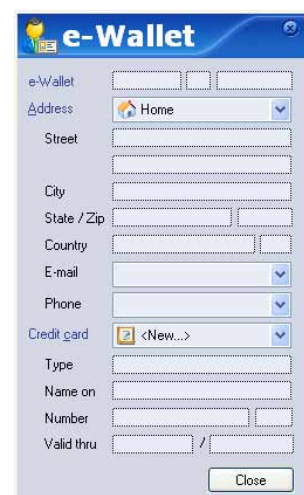 e-Wallet
e-Wallet
Address Home
Street
City
State / Zip
Country
E-mail
Phone
Credit card <New...>
Type
Name on
Number
Valid thru /
Close